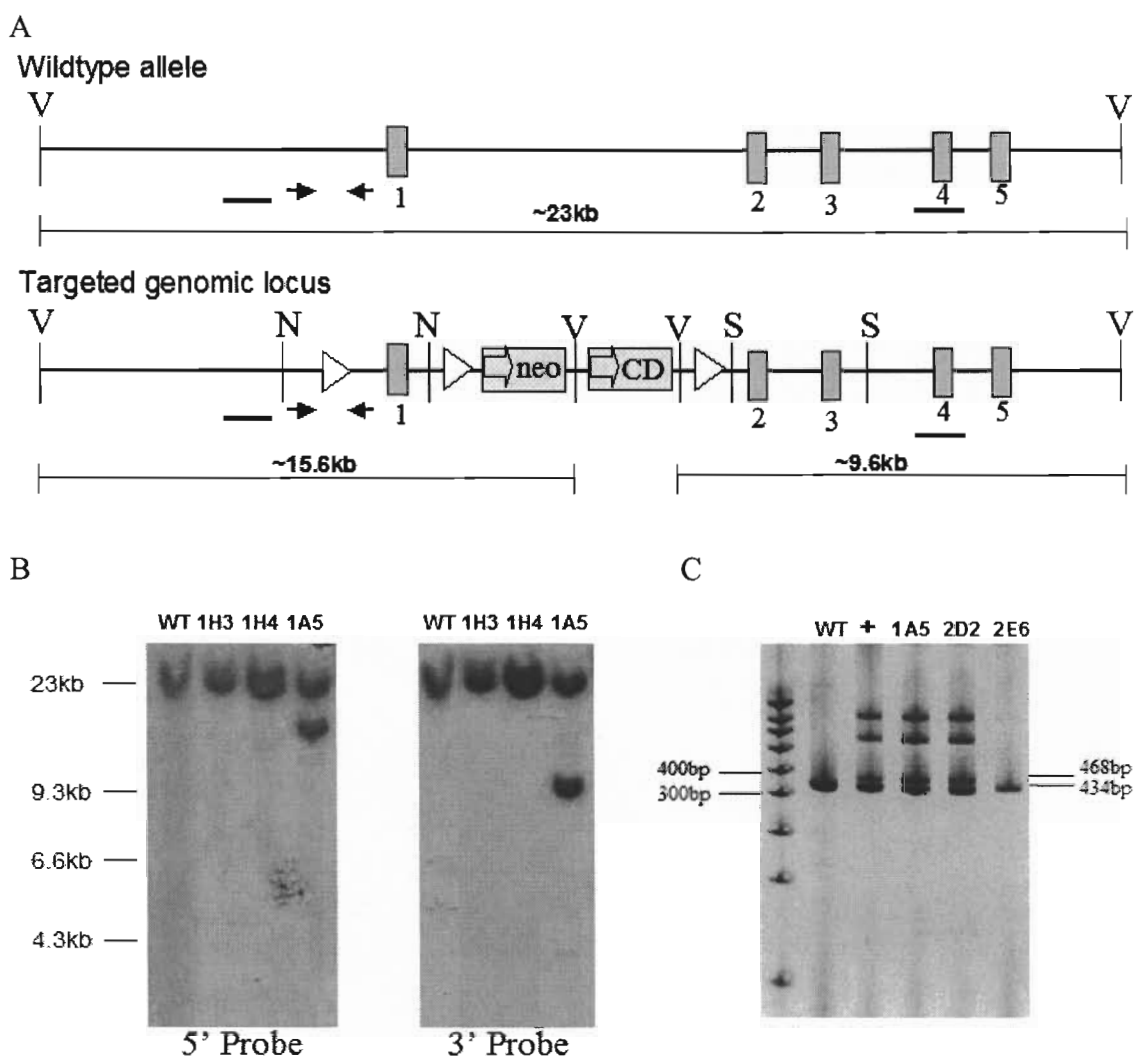 A
Wildtype allele
V V
1 2 3 4 5
~23kb
Targeted genomic locus
V N N V V S S V
neo CD
1 2 3 4 5
~15.6kb ~9.6kb
B
WT 1H3 1H4 1A5
WT 1H3 1H4 1A5
23kb
9.3kb
6.6kb
4.3kb
5' Probe
3' Probe
C
WT + 1A5 2D2 2E6
400bp
300bp
468bp
434bp